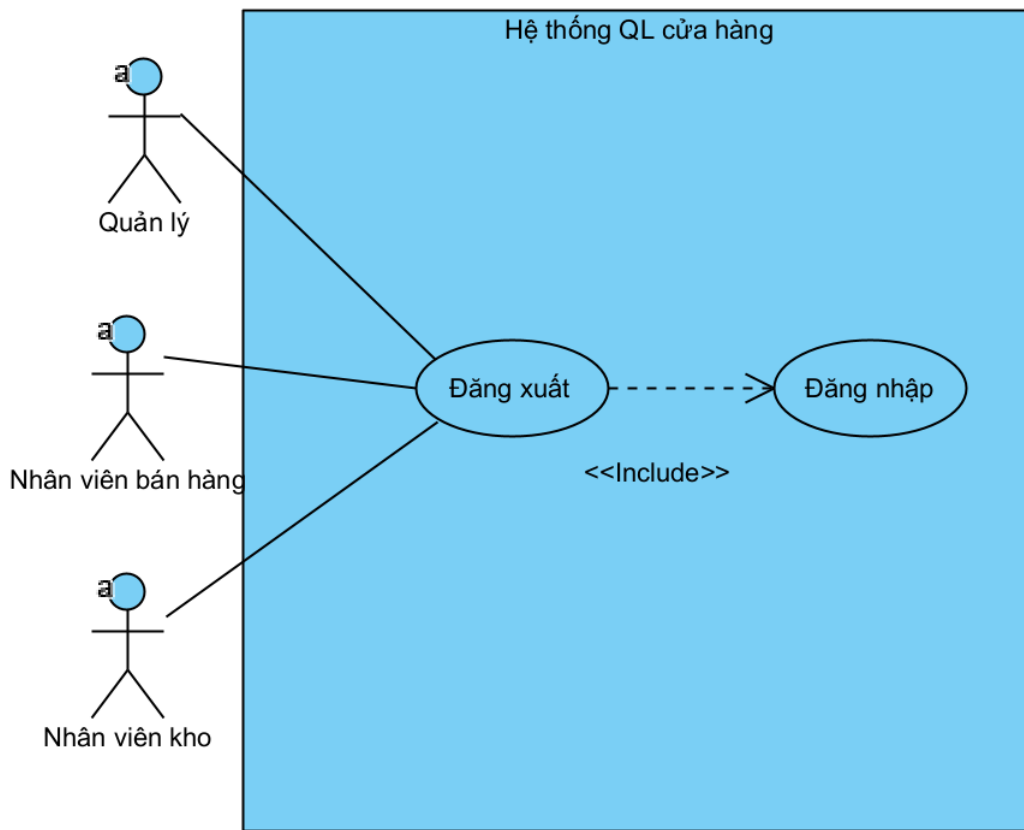 Hệ thống QL cửa hàng
a
Quản lý
a
Nhân viên bán hàng
a
Nhân viên kho
Đăng xuất
Đăng nhập
<<Include>>